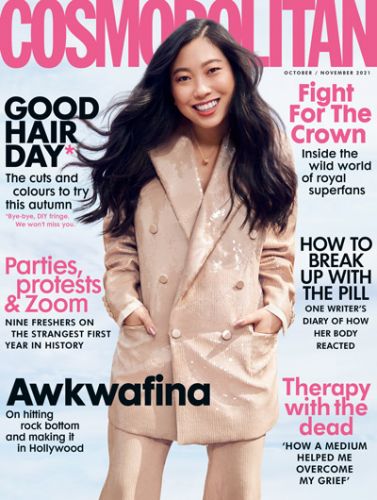 COSMOPOLITAN
OCTOBER / NOVEMBER 2021
GOOD
HAIR
DAY*
The cuts and
colours to try
this autumn
*Bye-bye, DIY fringe.
We won't miss you.
Fight
For The
Crown
Inside the
wild world
of royal
superfans
Parties,
protests
& Zoom
NINE FRESHERS ON
THE STRANGEST FIRST
YEAR IN HISTORY
HOW TO
BREAK
UP WITH
THE PILL
ONE WRITER'S
DIARY OF HOW
HER BODY
REACTED
Awkwafina
On hitting
rock bottom
and making it
in Hollywood
Therapy
with the
dead
'HOW A MEDIUM
HELPED ME
OVERCOME
MY GRIEF'